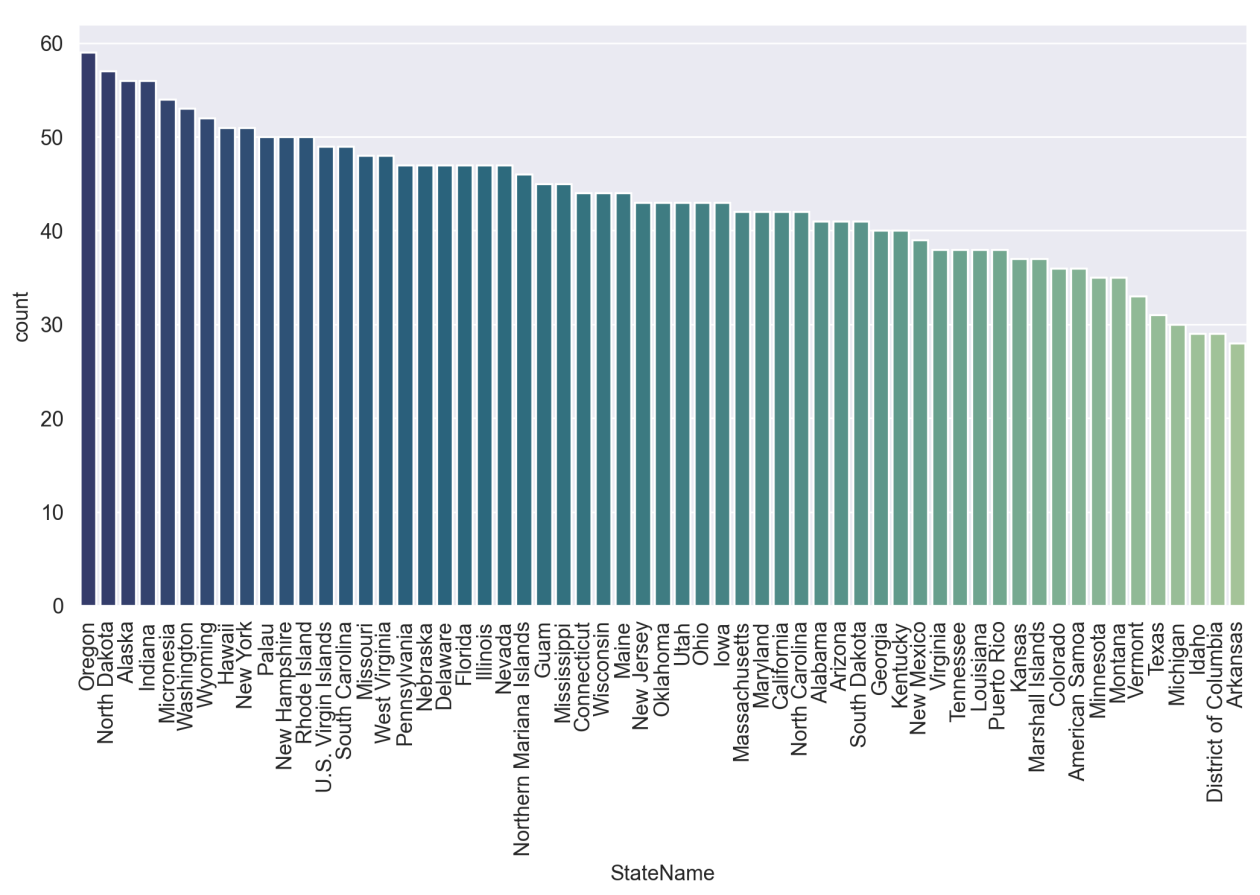 60
50
40
30
20
10
0
count
Oregon
North Dakota
Alaska
Indiana
Micronesia
Washington
Wyoming
Hawaii
New York
Palau
New Hampshire
Rhode Island
U.S. Virgin Islands
South Carolina
Missouri
West Virginia
Pennsylvania
Nebraska
Delaware
Florida
Illinois
Nevada
Northern Mariana Islands
Guam
Mississippi
Connecticut
Wisconsin
Maine
New Jersey
Oklahoma
Utah
Ohio
Iowa
Massachusetts
Maryland
California
North Carolina
Alabama
Arizona
South Dakota
Georgia
Kentucky
New Mexico
Virginia
Tennessee
Louisiana
Puerto Rico
Kansas
Marshall Islands
Colorado
American Samoa
Minnesota
Montana
Vermont
Texas
Michigan
Idaho
District of Columbia
Arkansas
StateName